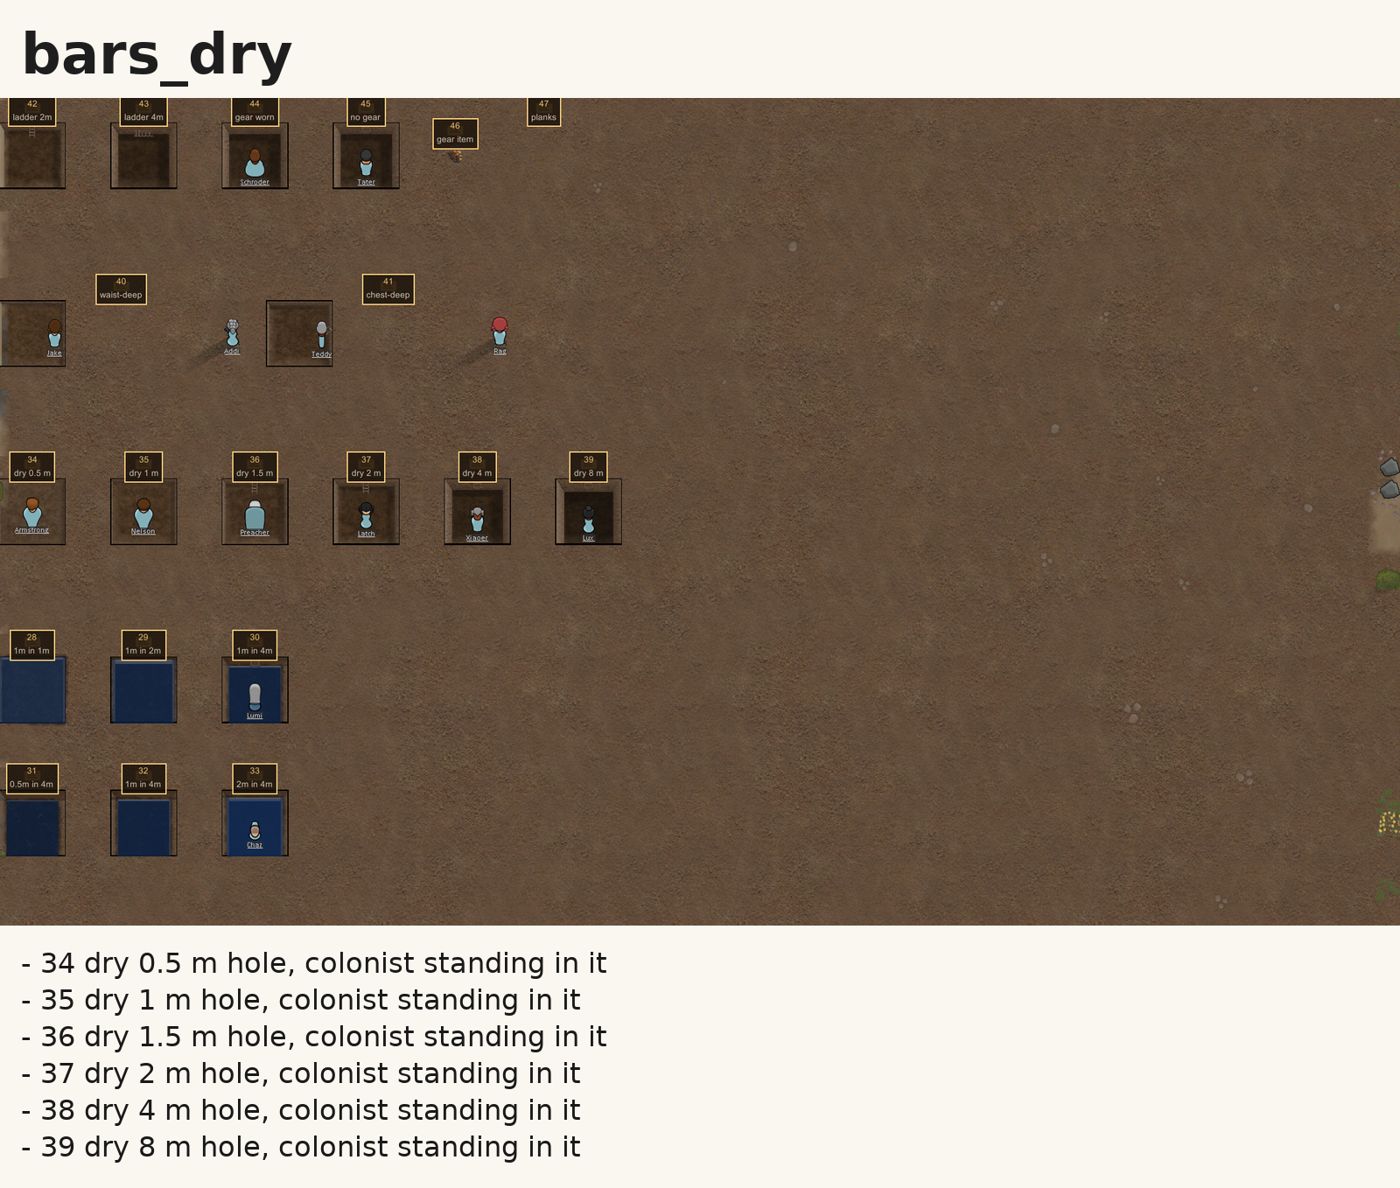 bars_dry
42
ladder 2m
43
ladder 4m
44
gear worn
45
no gear
46
gear item
47
planks
Schroder
Tater
40
waist-deep
41
chest-deep
Jake
Addi
Teddy
Raz
34
dry 0.5 m
35
dry 1 m
36
dry 1.5 m
37
dry 2 m
38
dry 4 m
39
dry 8 m
Armstrong
Nelson
Preacher
Latch
Xiaoer
Lux
28
1m in 1m
29
1m in 2m
30
1m in 4m
Lumi
31
0.5m in 4m
32
1m in 4m
33
2m in 4m
Chaz
- 34 dry 0.5 m hole, colonist standing in it
- 35 dry 1 m hole, colonist standing in it
- 36 dry 1.5 m hole, colonist standing in it
- 37 dry 2 m hole, colonist standing in it
- 38 dry 4 m hole, colonist standing in it
- 39 dry 8 m hole, colonist standing in it